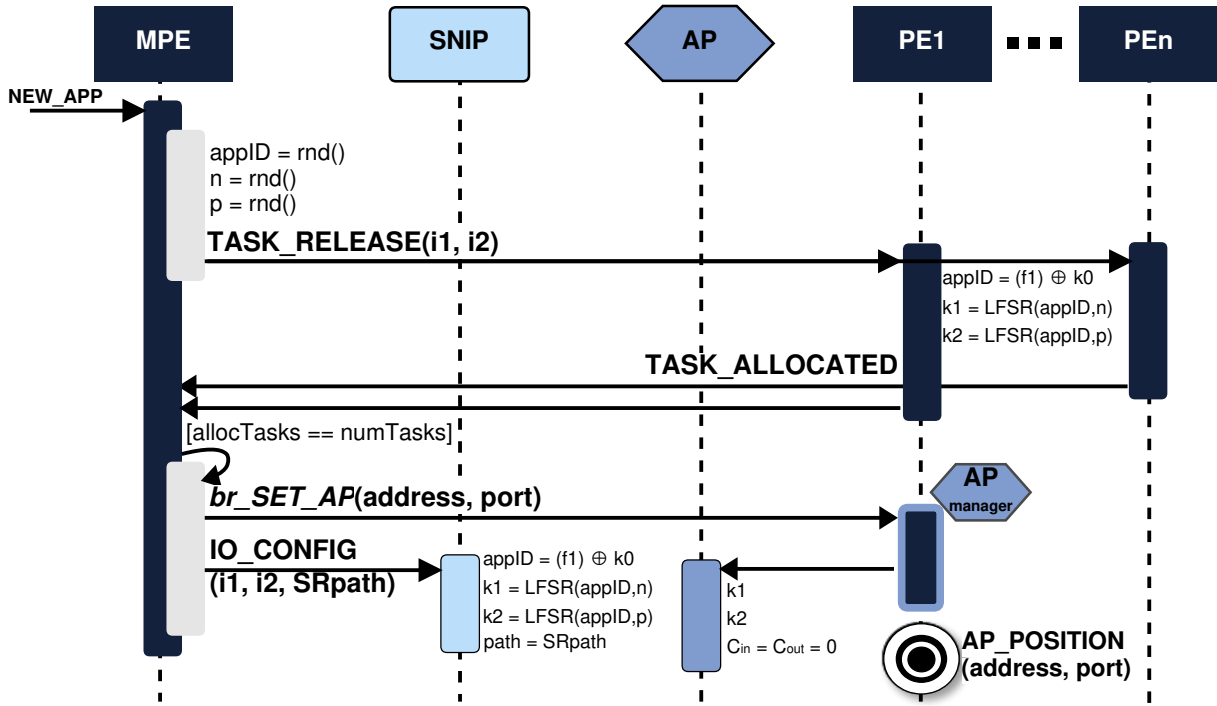 MPE
SNIP
AP
PE1
PEn
NEW_APP
appID = rnd()
n = rnd()
p = rnd()
TASK_RELEASE(i1, i2)
appID = (f1) ⊕ k0
k1 = LFSR(appID,n)
k2 = LFSR(appID,p)
TASK_ALLOCATED
[allocTasks == numTasks]
br_SET_AP(address, port)
AP
manager
IO_CONFIG
(i1, i2, SRpath)
appID = (f1) ⊕ k0
k1 = LFSR(appID,n)
k2 = LFSR(appID,p)
path = SRpath
k1
k2
Cin = Cout = 0
AP_POSITION
(address, port)